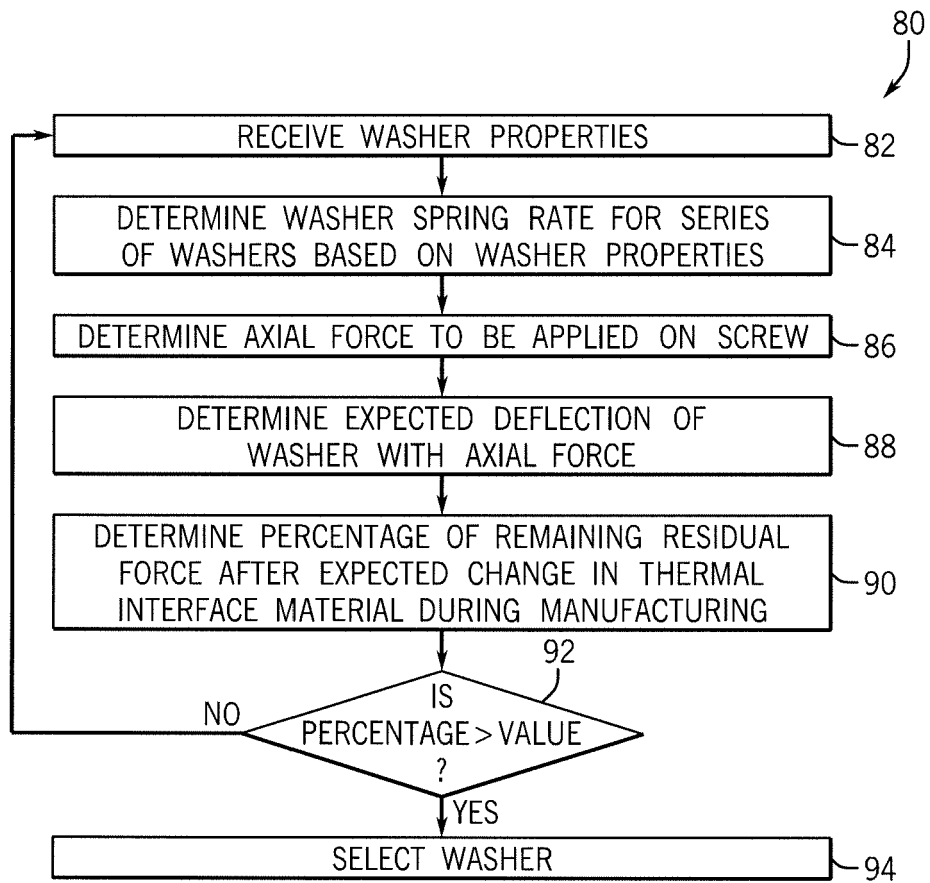 80
RECEIVE WASHER PROPERTIES
82
DETERMINE WASHER SPRING RATE FOR SERIES
OF WASHERS BASED ON WASHER PROPERTIES
84
DETERMINE AXIAL FORCE TO BE APPLIED ON SCREW
86
DETERMINE EXPECTED DEFLECTION OF
WASHER WITH AXIAL FORCE
88
DETERMINE PERCENTAGE OF REMAINING RESIDUAL
FORCE AFTER EXPECTED CHANGE IN THERMAL
INTERFACE MATERIAL DURING MANUFACTURING
90
92
IS
PERCENTAGE > VALUE
?
NO
YES
SELECT WASHER
94